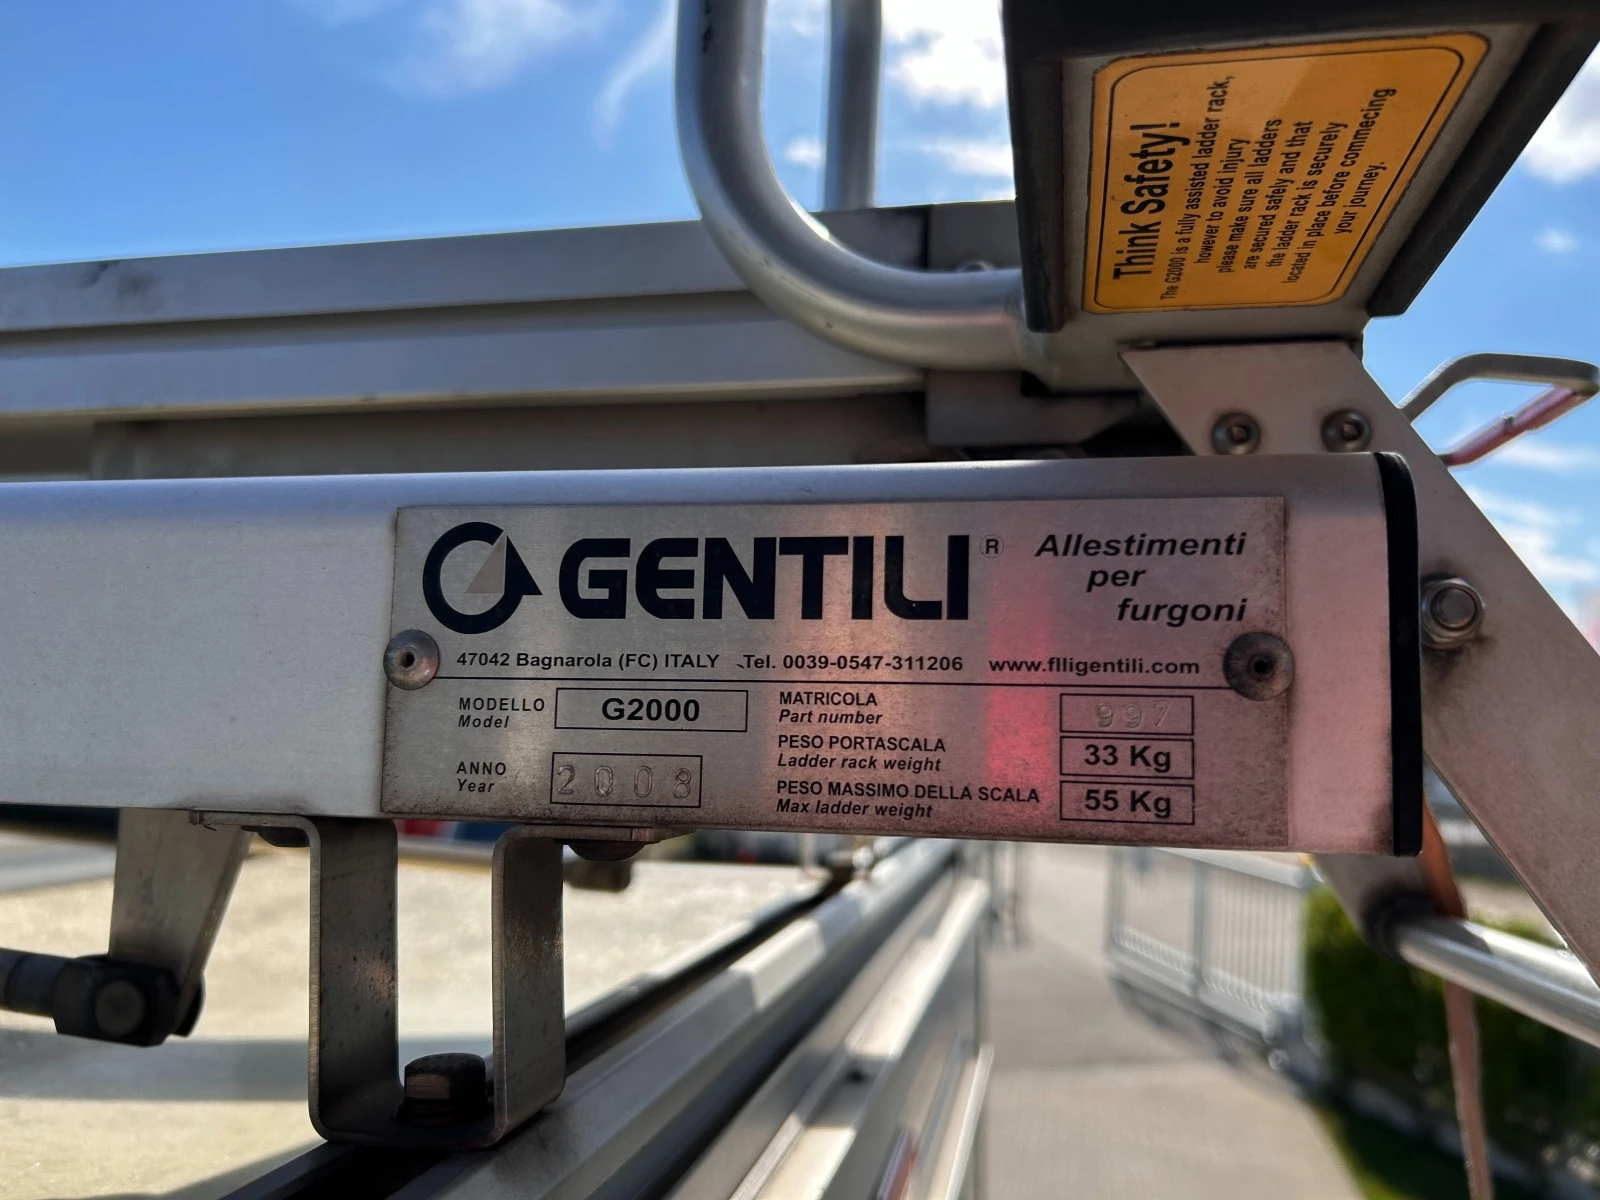 Think Safety!
The G2000 is a fully assisted ladder rack,
however to avoid injury
please make sure all ladders
are secured safely and that
the ladder rack is securely
located in place before commecing
your journey.
GENTILI ®
Allestimenti
per
furgoni
47042 Bagnarola (FC) ITALY Tel. 0039-0547-311206 www.flligentili.com
MODELLO
Model
G2000
ANNO
Year
2008
MATRICOLA
Part number
997
PESO PORTASCALA
Ladder rack weight
33 Kg
PESO MASSIMO DELLA SCALA
Max ladder weight
55 Kg